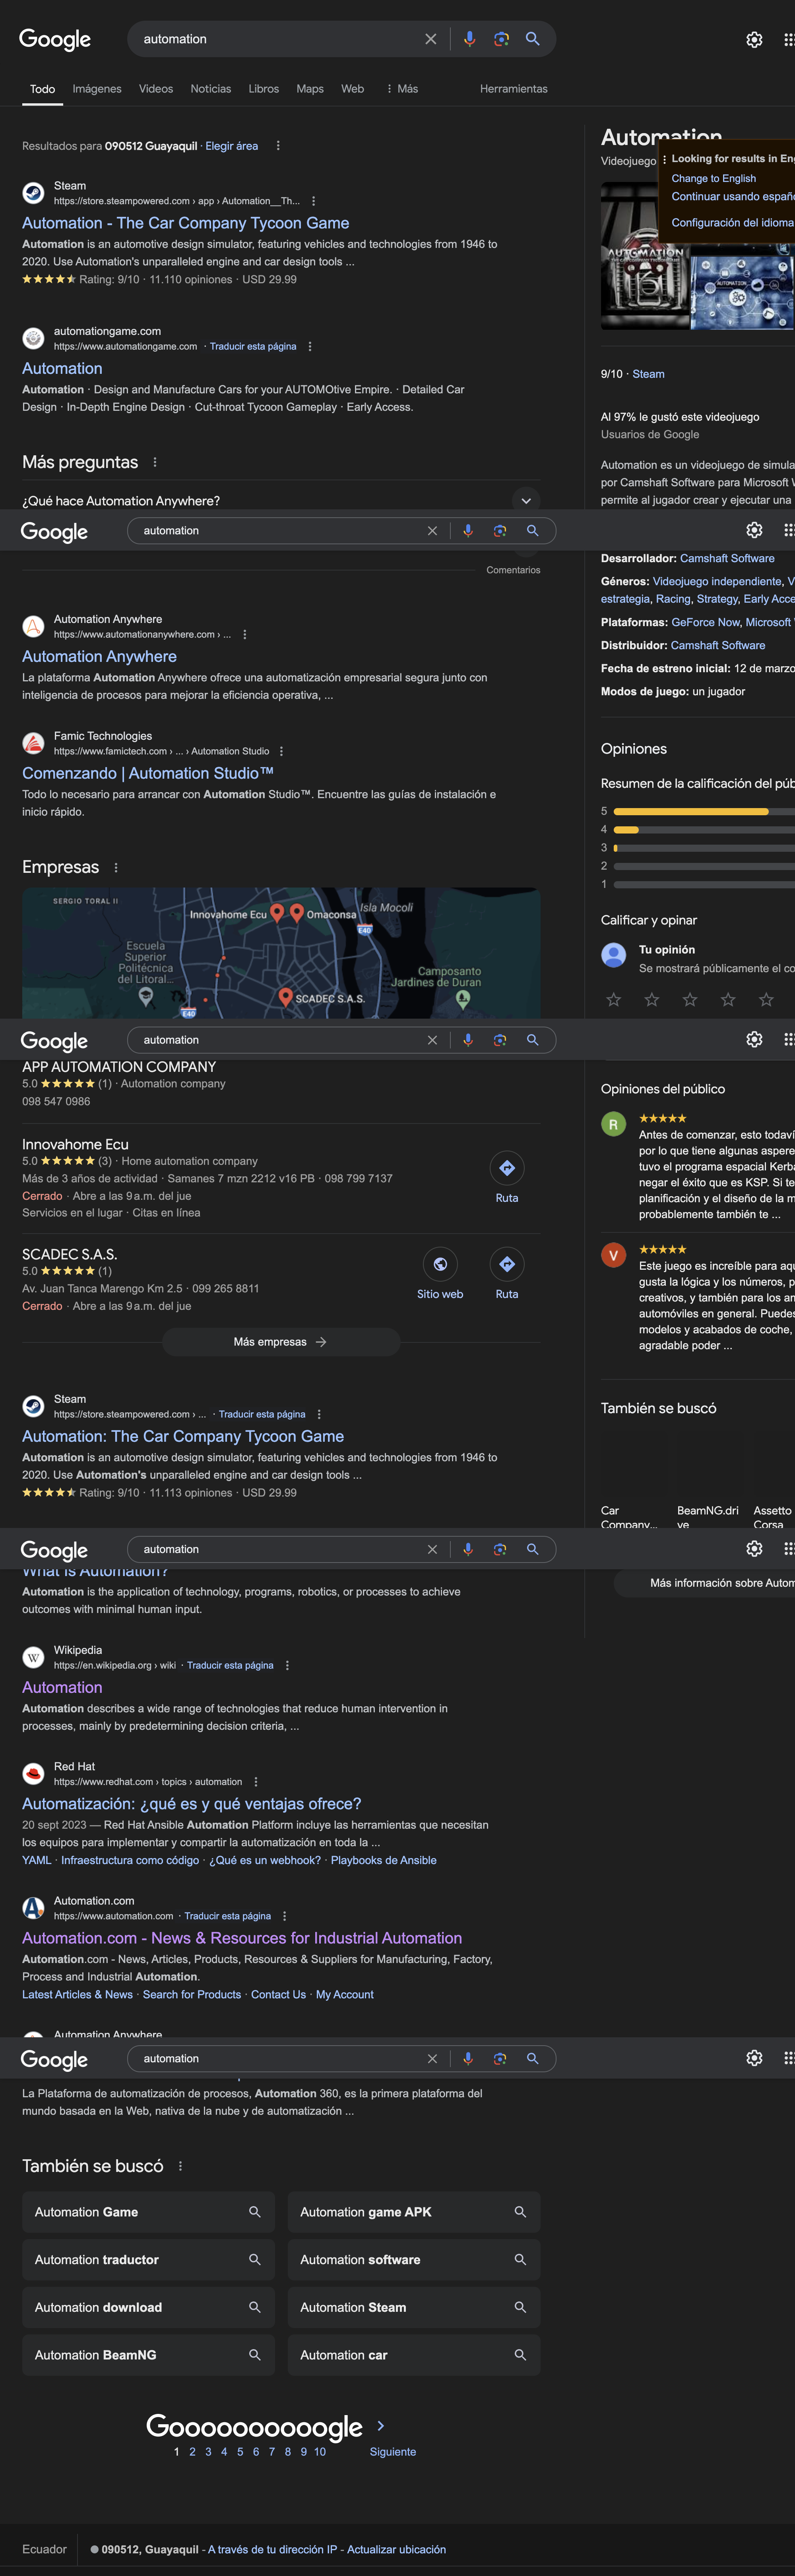 Google
automation
Todo Imágenes Videos Noticias Libros Maps Web Más Herramientas
Resultados para 090512 Guayaquil · Elegir área
Steam
https://store.steampowered.com › app › Automation__Th...
Automation - The Car Company Tycoon Game
Automation is an automotive design simulator, featuring vehicles and technologies from 1946 to
2020. Use Automation's unparalleled engine and car design tools ...
Rating: 9/10 · 11.110 opiniones · USD 29.99
automationgame.com
https://www.automationgame.com · Traducir esta página
Automation
Automation · Design and Manufacture Cars for your AUTOMOtive Empire. · Detailed Car
Design · In-Depth Engine Design · Cut-throat Tycoon Gameplay · Early Access.
Más preguntas
¿Qué hace Automation Anywhere?
Automation
Videojuego
Looking for results in Eng
Change to English
Continuar usando españo
Configuración del idioma
AUTOMATION
AUTOMATION
9/10 · Steam
Al 97% le gustó este videojuego
Usuarios de Google
Automation es un videojuego de simula
por Camshaft Software para Microsoft W
permite al jugador crear y ejecutar una
Google
automation
Comentarios
Automation Anywhere
https://www.automationanywhere.com › ...
Automation Anywhere
La plataforma Automation Anywhere ofrece una automatización empresarial segura junto con
inteligencia de procesos para mejorar la eficiencia operativa, ...
Famic Technologies
https://www.famictech.com › ... › Automation Studio
Comenzando | Automation Studio™
Todo lo necesario para arrancar con Automation Studio™. Encuentre las guías de instalación e
inicio rápido.
Empresas
SERGIO TORAL II
Innovahome Ecu
Omaconsa
Isla Mocoli
E40
Escuela
Superior
Politécnica
del Litoral...
Camposanto
Jardines de Duran
SCADEC S.A.S.
E40
Desarrollador: Camshaft Software
Géneros: Videojuego independiente, V
estrategia, Racing, Strategy, Early Acce
Plataformas: GeForce Now, Microsoft
Distribuidor: Camshaft Software
Fecha de estreno inicial: 12 de marzo
Modos de juego: un jugador
Opiniones
Resumen de la calificación del púb
5
4
3
2
1
Calificar y opinar
Tu opinión
Se mostrará públicamente el co
Google
automation
APP AUTOMATION COMPANY
5.0 (1) · Automation company
098 547 0986
Innovahome Ecu
5.0 (3) · Home automation company
Más de 3 años de actividad · Samanes 7 mzn 2212 v16 PB · 098 799 7137
Cerrado · Abre a las 9 a.m. del jue
Servicios en el lugar · Citas en línea
Ruta
SCADEC S.A.S.
5.0 (1)
Av. Juan Tanca Marengo Km 2.5 · 099 265 8811
Cerrado · Abre a las 9 a.m. del jue
Sitio web
Ruta
Más empresas
Steam
https://store.steampowered.com › ... · Traducir esta página
Automation: The Car Company Tycoon Game
Automation is an automotive design simulator, featuring vehicles and technologies from 1946 to
2020. Use Automation's unparalleled engine and car design tools ...
Rating: 9/10 · 11.113 opiniones · USD 29.99
Opiniones del público
R
Antes de comenzar, esto todaví
por lo que tiene algunas aspere
tuvo el programa espacial Kerba
negar el éxito que es KSP. Si te
planificación y el diseño de la m
probablemente también te ...
V
Este juego es increíble para aqu
gusta la lógica y los números, p
creativos, y también para los am
automóviles en general. Puedes
modelos y acabados de coche,
agradable poder ...
También se buscó
Car
Company...
BeamNG.dri
ve
Assetto
Corsa
Google
automation
What is Automation?
Automation is the application of technology, programs, robotics, or processes to achieve
outcomes with minimal human input.
Más información sobre Autom
Wikipedia
W
https://en.wikipedia.org › wiki · Traducir esta página
Automation
Automation describes a wide range of technologies that reduce human intervention in
processes, mainly by predetermining decision criteria, ...
Red Hat
https://www.redhat.com › topics › automation
Automatización: ¿qué es y qué ventajas ofrece?
20 sept 2023 — Red Hat Ansible Automation Platform incluye las herramientas que necesitan
los equipos para implementar y compartir la automatización en toda la ...
YAML · Infraestructura como código · ¿Qué es un webhook? · Playbooks de Ansible
Automation.com
A
https://www.automation.com · Traducir esta página
Automation.com - News & Resources for Industrial Automation
Automation.com - News, Articles, Products, Resources & Suppliers for Manufacturing, Factory,
Process and Industrial Automation.
Latest Articles & News · Search for Products · Contact Us · My Account
Automation Anywhere
Google
automation
La Plataforma de automatización de procesos, Automation 360, es la primera plataforma del
mundo basada en la Web, nativa de la nube y de automatización ...
También se buscó
Automation Game
Automation game APK
Automation traductor
Automation software
Automation download
Automation Steam
Automation BeamNG
Automation car
Goooooooooogle
1 2 3 4 5 6 7 8 9 10 Siguiente
Ecuador
090512, Guayaquil - A través de tu dirección IP - Actualizar ubicación